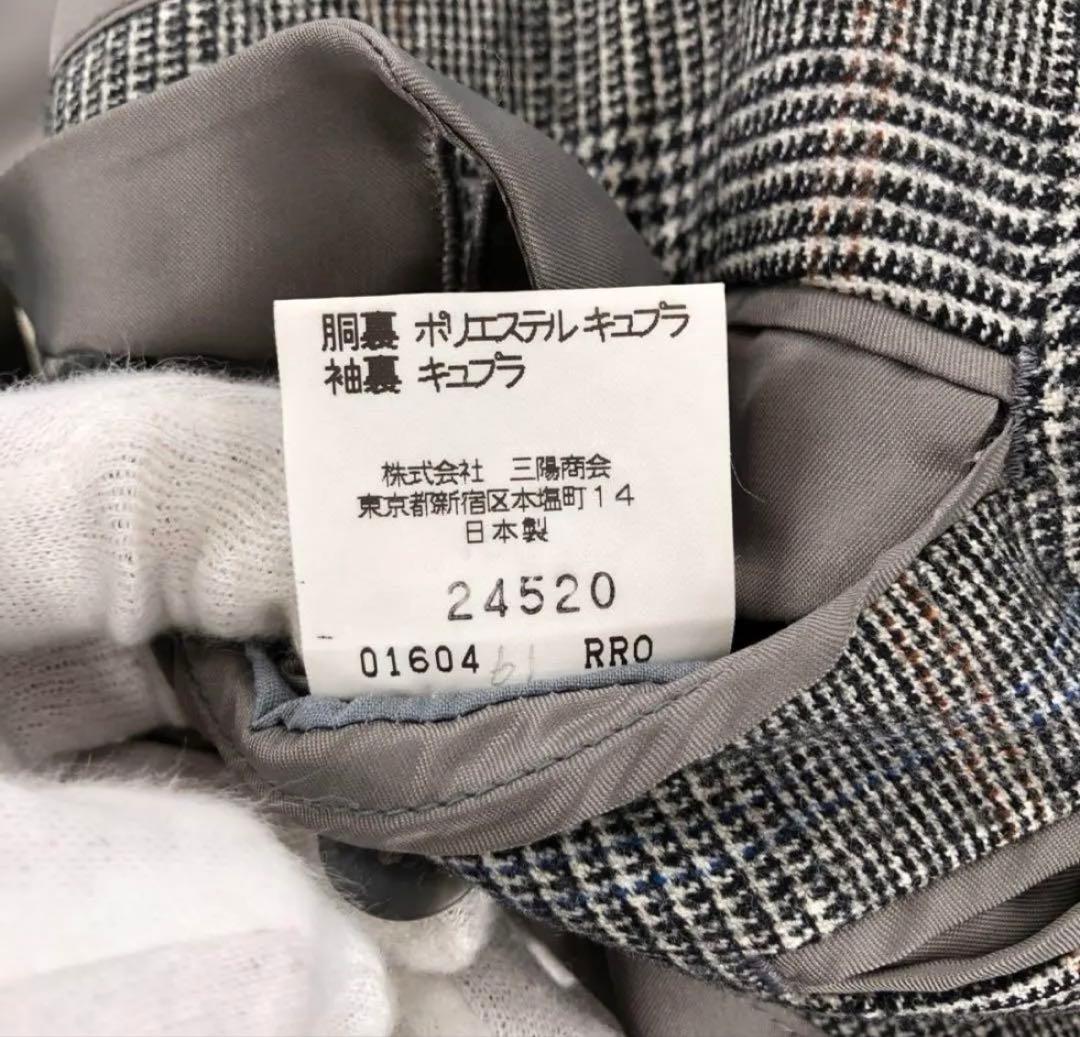 胴裏 ポリエステル キュプラ
袖裏 キュプラ
株式会社 三陽商会
東京都新宿区本塩町14
日本製
24520
01604 61 RRO